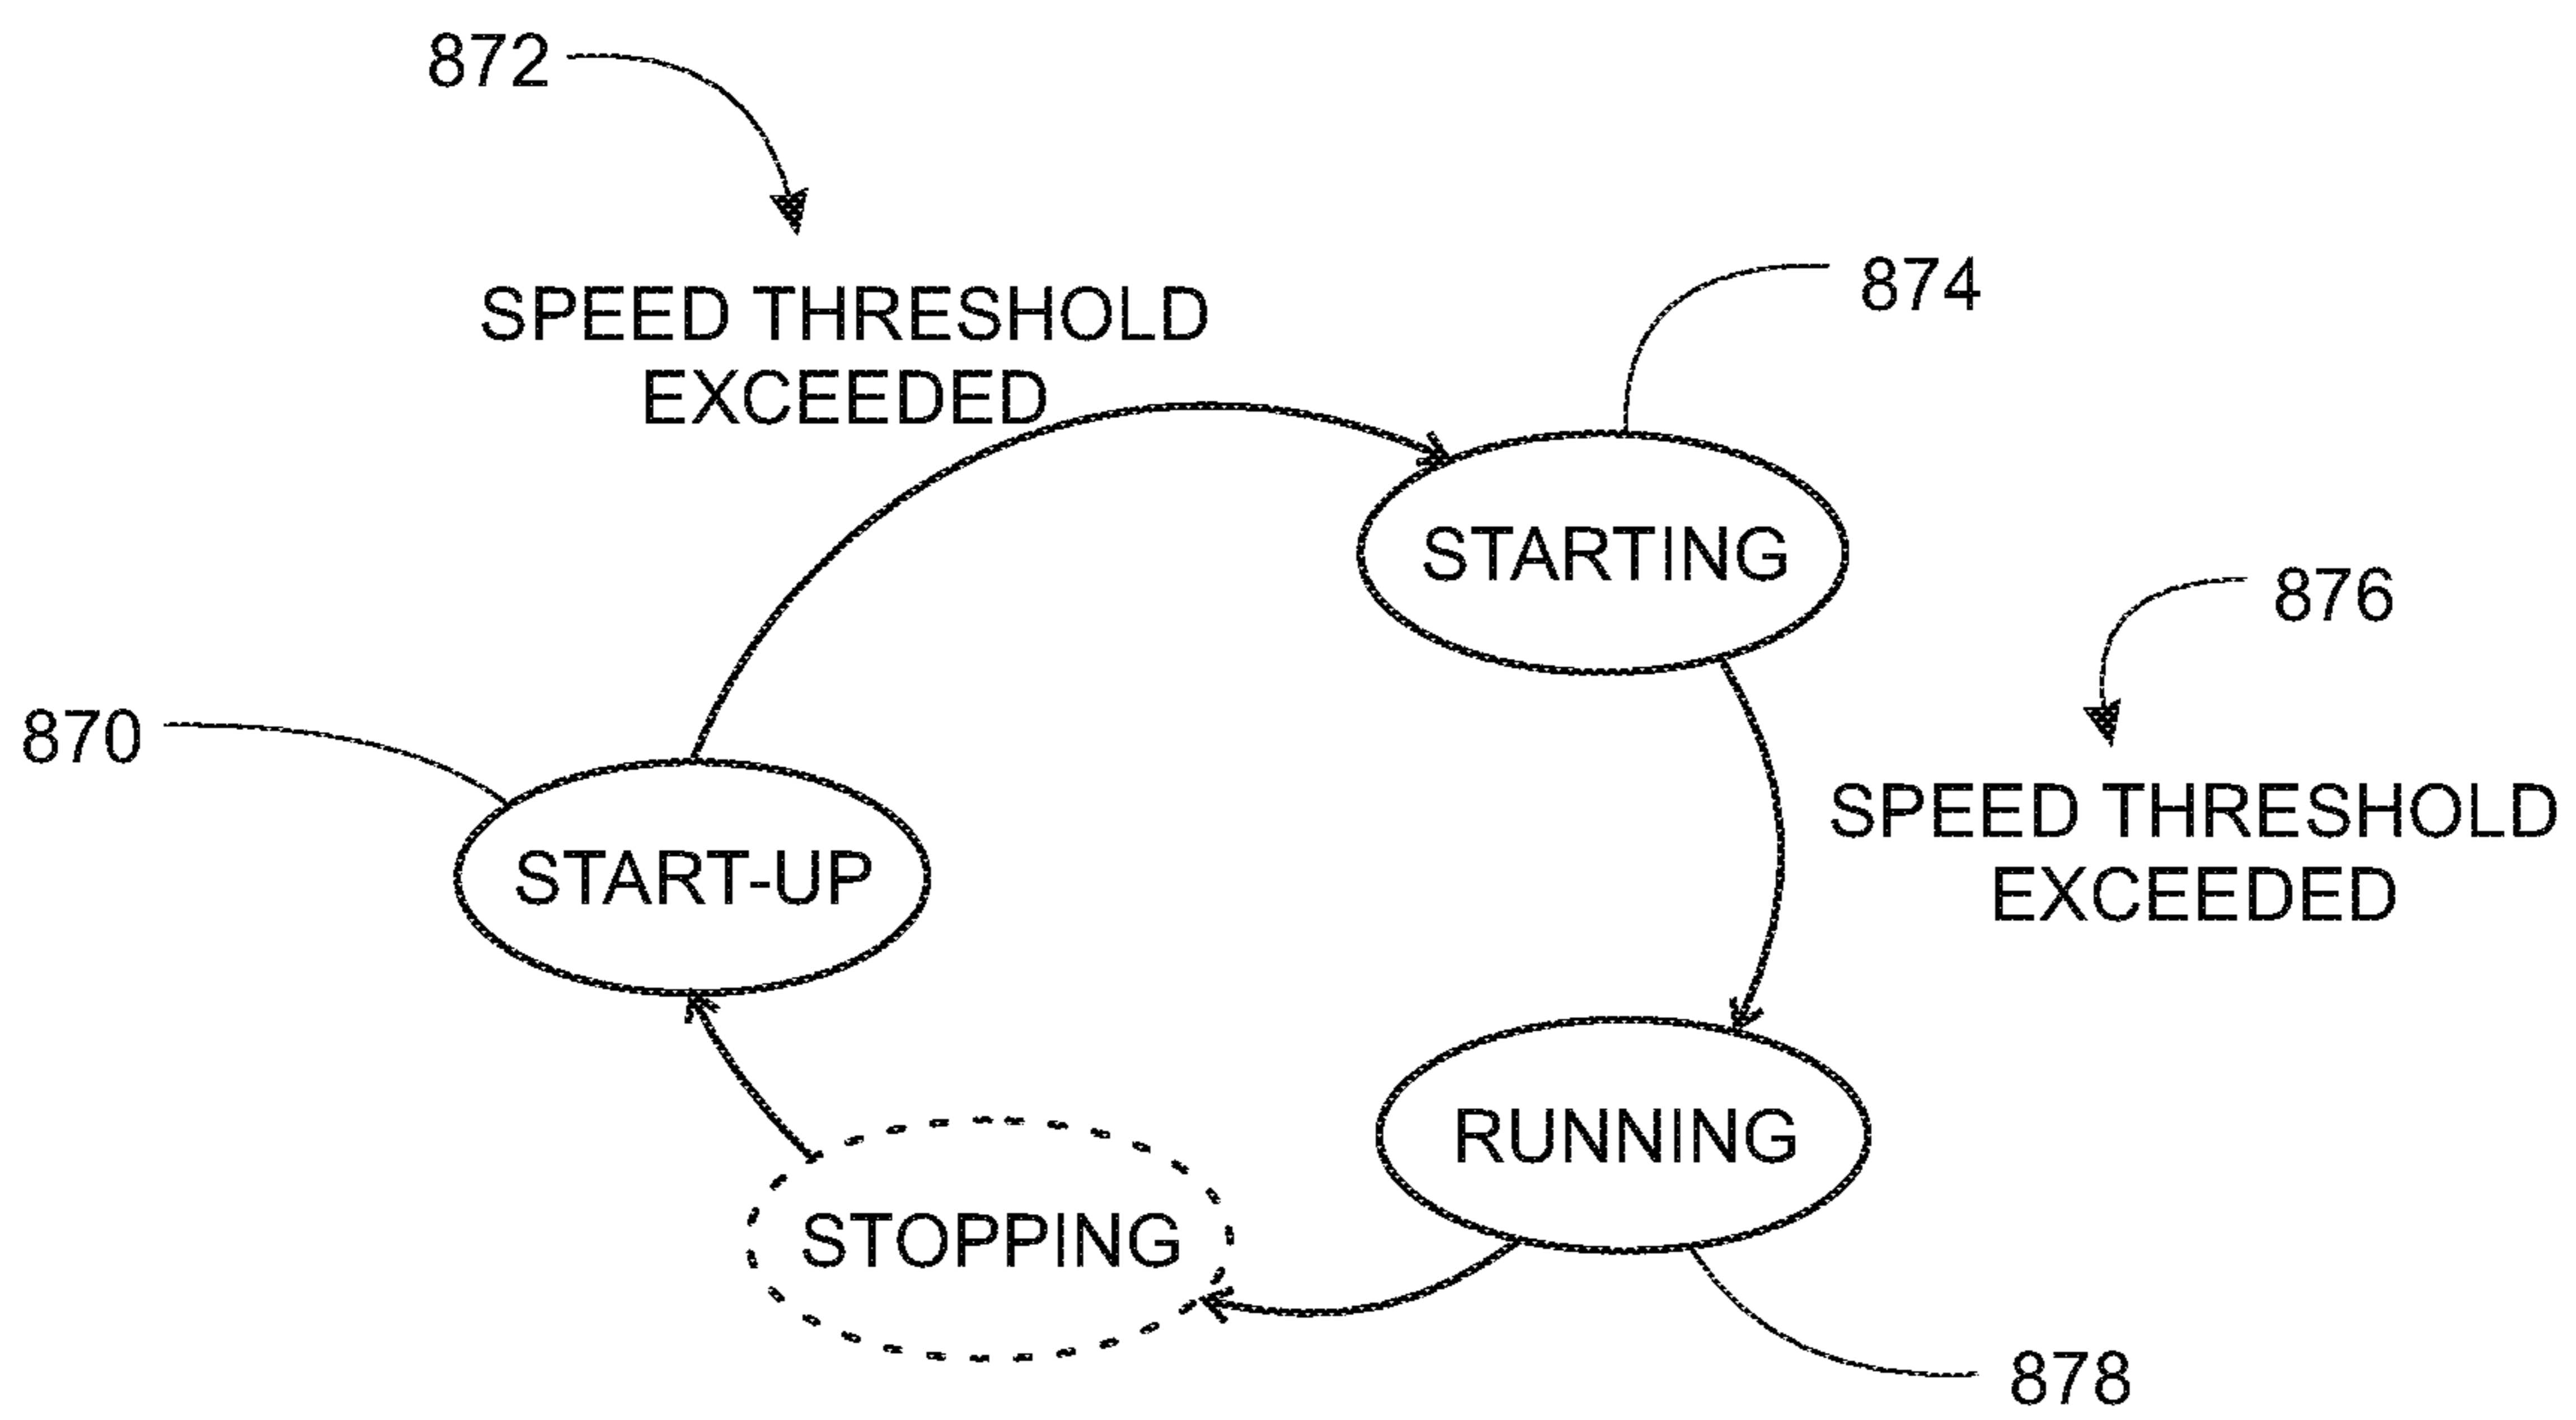 872
SPEED THRESHOLD
EXCEEDED
874
STARTING
876
SPEED THRESHOLD
EXCEEDED
870
START-UP
RUNNING
STOPPING
878